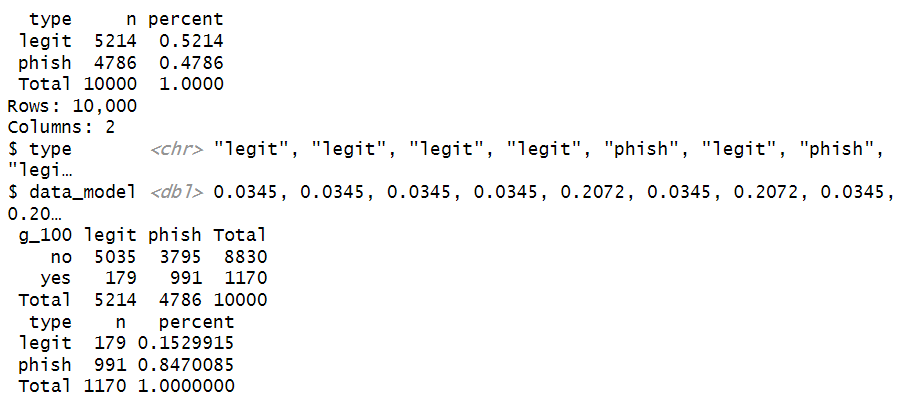 type n percent
legit 5214 0.5214
phish 4786 0.4786
Total 10000 1.0000
Rows: 10,000
Columns: 2
$ type <chr> "legit", "legit", "legit", "legit", "phish", "legit", "phish",
"legi…
$ data_model <dbl> 0.0345, 0.0345, 0.0345, 0.0345, 0.2072, 0.0345, 0.2072, 0.0345,
0.20…
g_100 legit phish Total
no 5035 3795 8830
yes 179 991 1170
Total 5214 4786 10000
type n percent
legit 179 0.1529915
phish 991 0.8470085
Total 1170 1.0000000